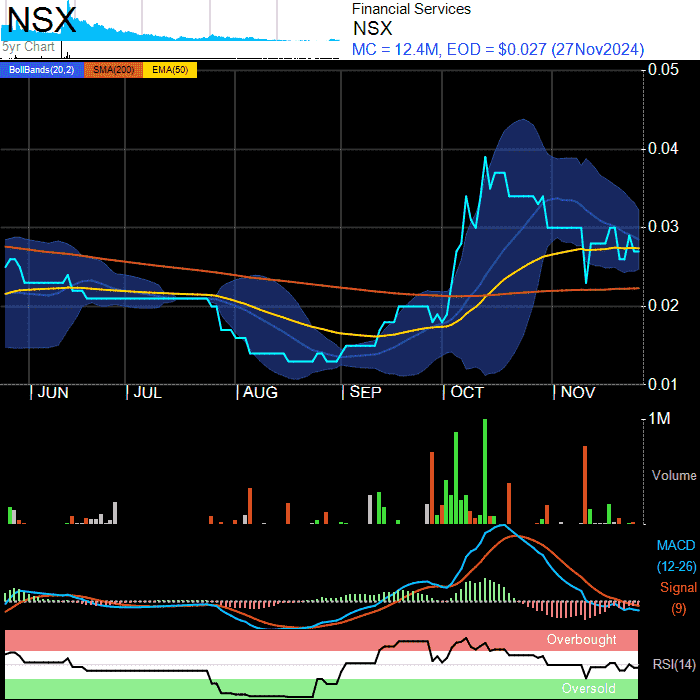 NSX
5yr Chart
Financial Services
NSX
MC = 12.4M, EOD = $0.027 (27Nov2024)
BollBands(20,2) SMA(200) EMA(50)
0.05
0.04
0.03
0.02
0.01
JUN JUL AUG SEP OCT NOV
1M
Volume
MACD
(12-26)
Signal
(9)
Overbought
RSI(14)
Oversold